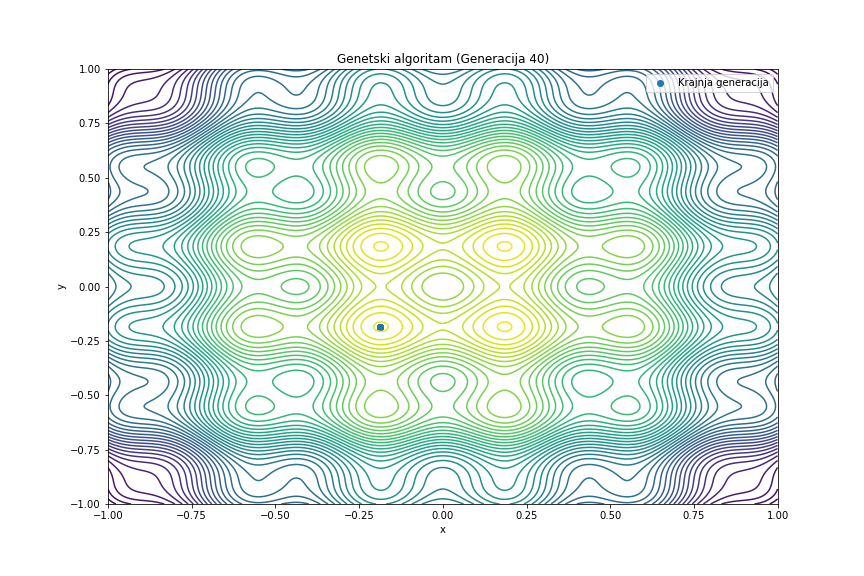 Genetski algoritam (Generacija 40)
Krajnja generacija
1.00
0.75
0.50
0.25
0.00
−0.25
−0.50
−0.75
−1.00
y
−1.00 −0.75 −0.50 −0.25 0.00 0.25 0.50 0.75 1.00
x